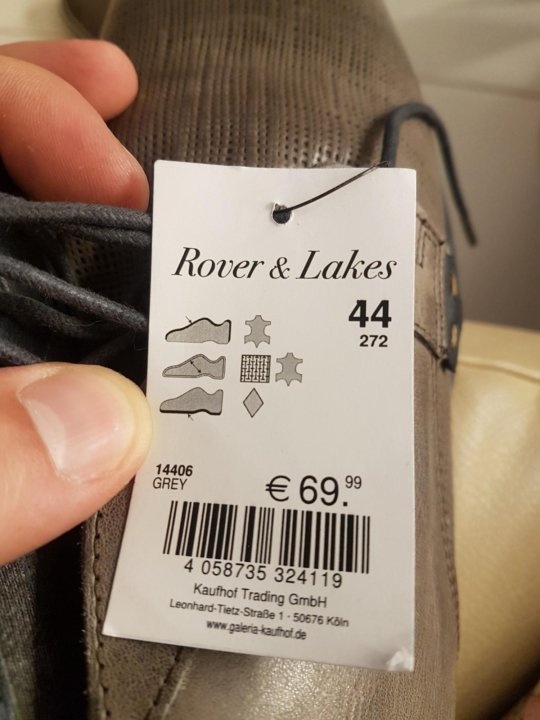 Rover & Lakes
44
272
14406
GREY
€ 69.99
4 058735 324119
Kaufhof Trading GmbH
Leonhard-Tietz-Straße 1 · 50676 Köln
www.galeria-kaufhof.de